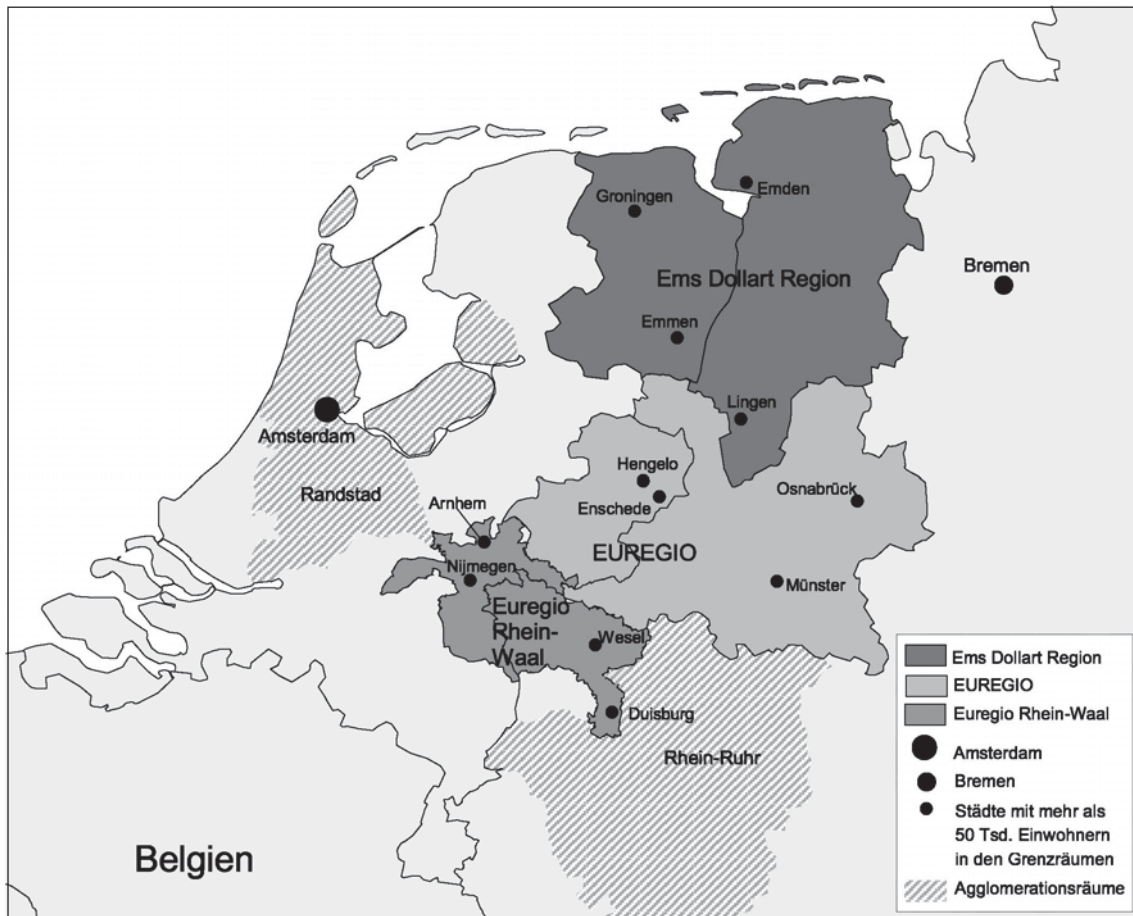 Groningen
Emden
Bremen
Ems Dollart Region
Emmen
Lingen
Amsterdam
Hengelo
Osnabrück
Randstad
Enschede
Arnhem
EUREGIO
Nijmegen
Münster
Euregio
Rhein-
Waal
Wesel
Duisburg
Rhein-Ruhr
Belgien
Ems Dollart Region
EUREGIO
Euregio Rhein-Waal
Amsterdam
Bremen
Städte mit mehr als
50 Tsd. Einwohnern
in den Grenzräumen
Agglomerationsräume